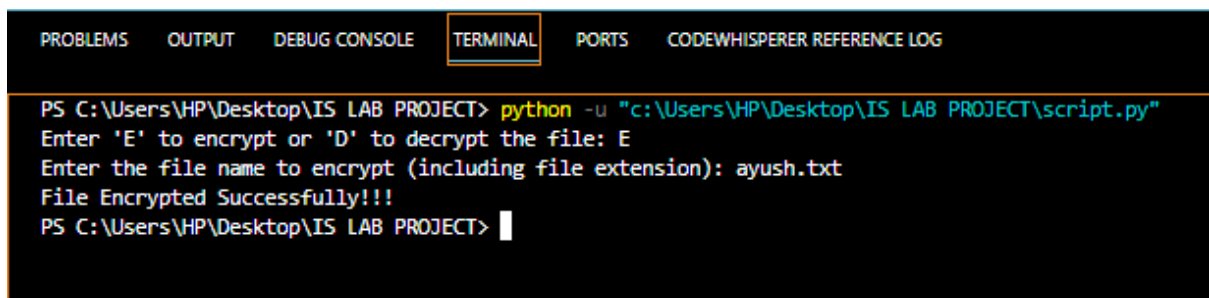 PROBLEMS OUTPUT DEBUG CONSOLE TERMINAL PORTS CODEWHISPERER REFERENCE LOG
PS C:\Users\HP\Desktop\IS LAB PROJECT> python -u "c:\Users\HP\Desktop\IS LAB PROJECT\script.py"
Enter 'E' to encrypt or 'D' to decrypt the file: E
Enter the file name to encrypt (including file extension): ayush.txt
File Encrypted Successfully!!!
PS C:\Users\HP\Desktop\IS LAB PROJECT>